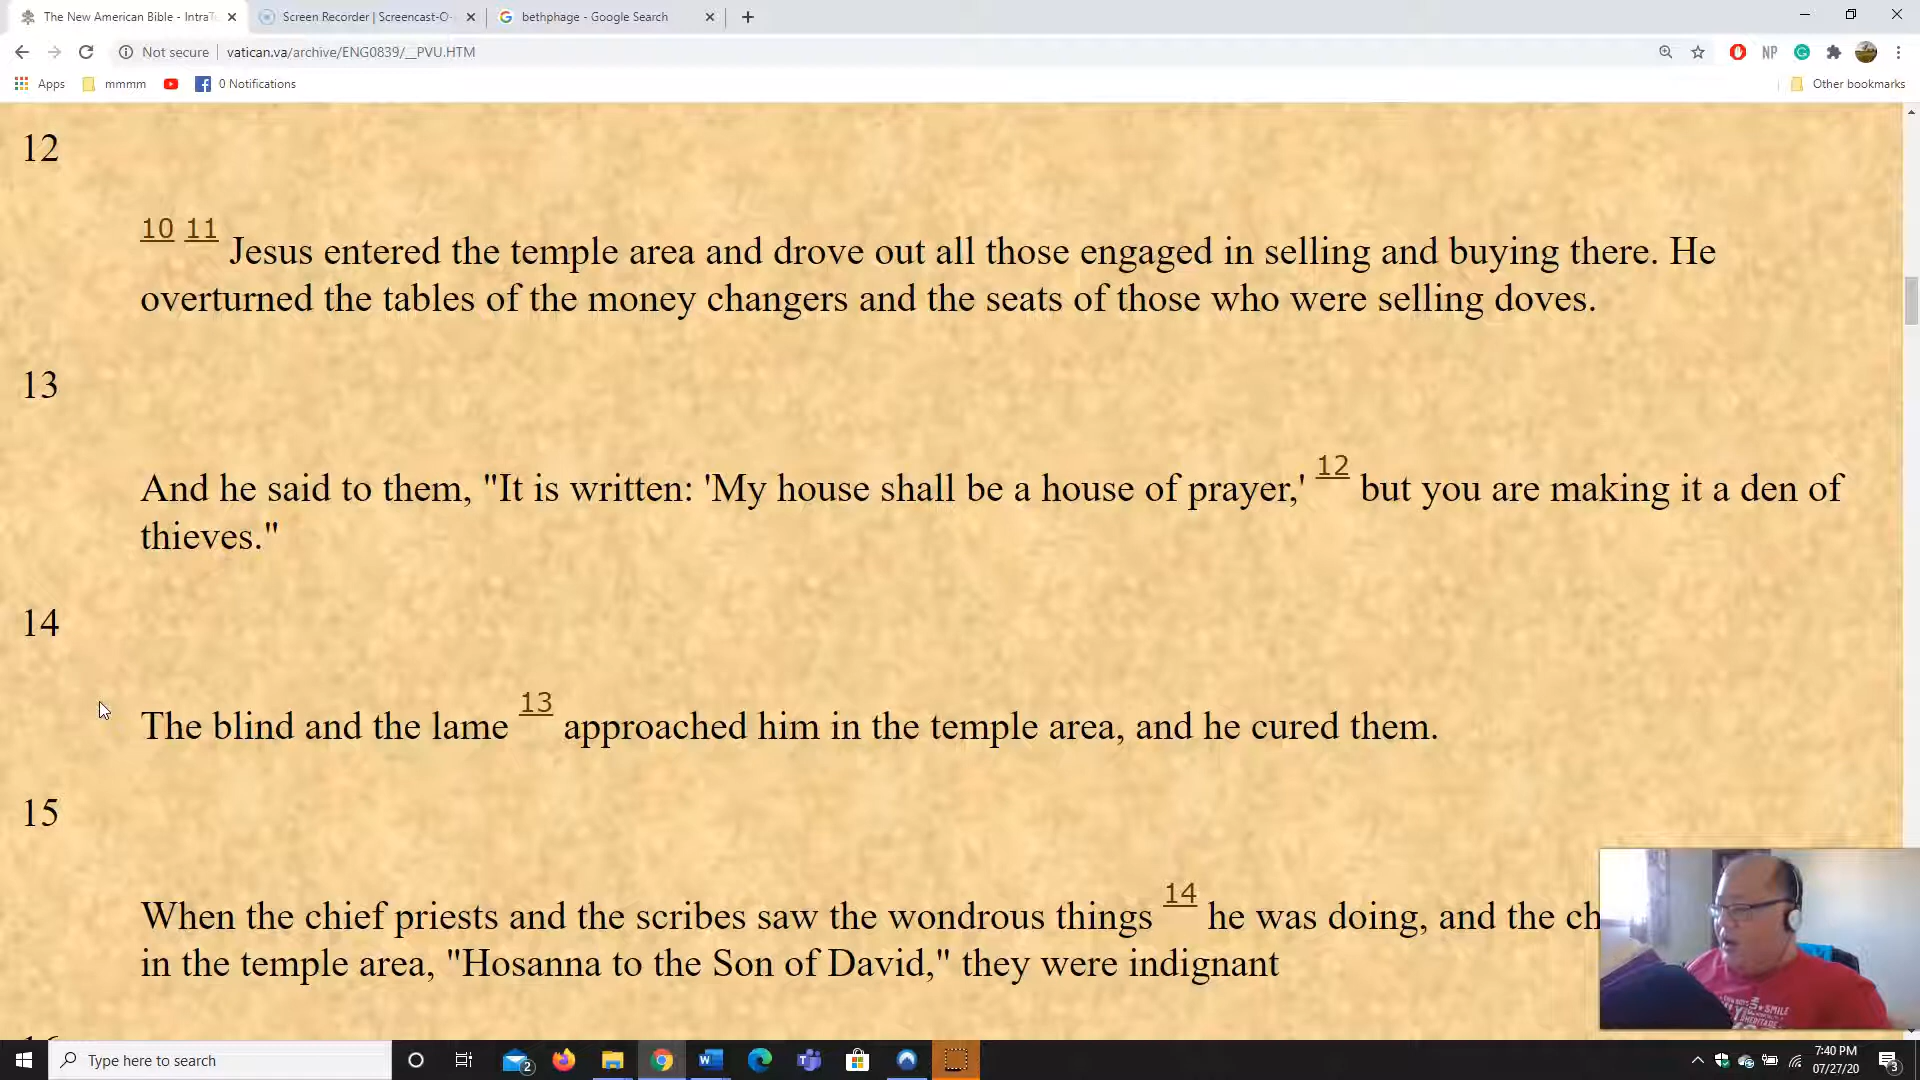 The New American Bible - IntraT
Screen Recorder | Screencast-O-
bethphage - Google Search
Not secure
vatican.va/archive/ENG0839/__PVU.HTM
NP
Apps
mmmm
0 Notifications
Other bookmarks
12
10 11 Jesus entered the temple area and drove out all those engaged in selling and buying there. He
overturned the tables of the money changers and the seats of those who were selling doves.
13
And he said to them, "It is written: 'My house shall be a house of prayer,' 12 but you are making it a den of
thieves."
14
The blind and the lame 13 approached him in the temple area, and he cured them.
15
When the chief priests and the scribes saw the wondrous things 14 he was doing, and the ch
in the temple area, "Hosanna to the Son of David," they were indignant
SMILE
Type here to search
2
7:40 PM
07/27/20
3